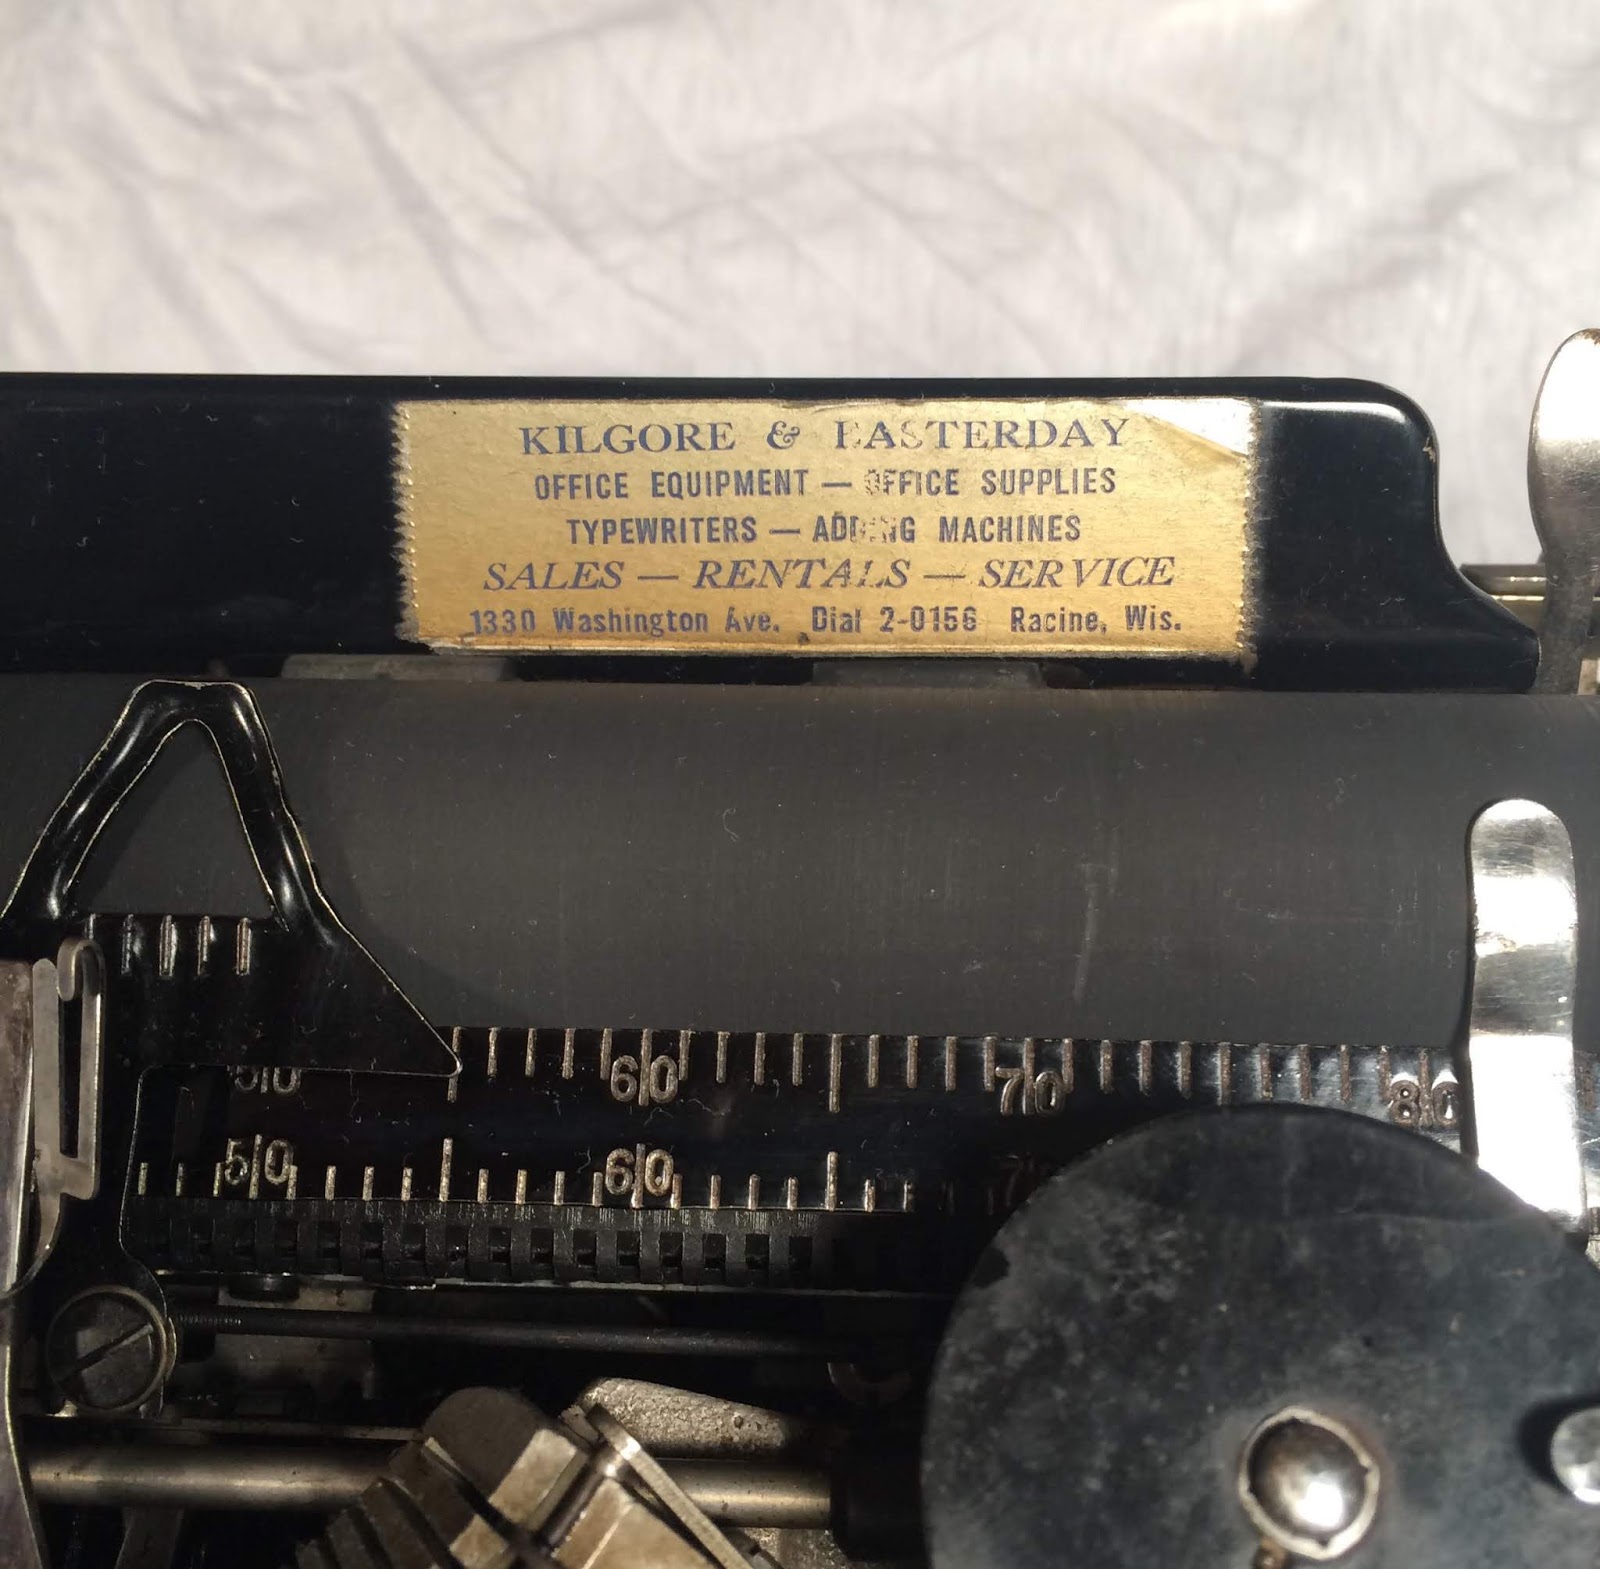 KILGORE & EASTERDAY
OFFICE EQUIPMENT — OFFICE SUPPLIES
TYPEWRITERS — ADDING MACHINES
SALES — RENTALS — SERVICE
1330 Washington Ave. Dial 2-0156 Racine, Wis.
50 60 70 80
50 60